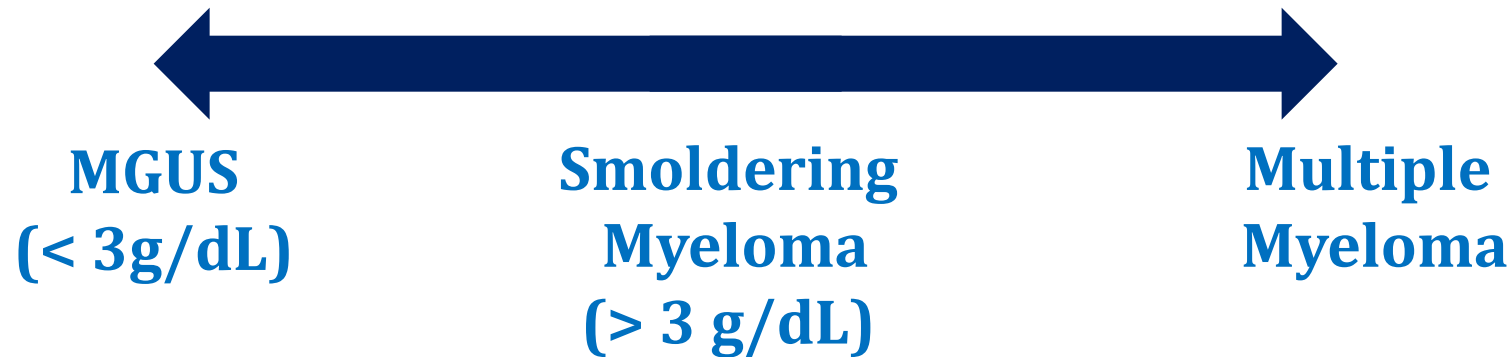 MGUS
(< 3g/dL)
Smoldering
Myeloma
(> 3 g/dL)
Multiple
Myeloma